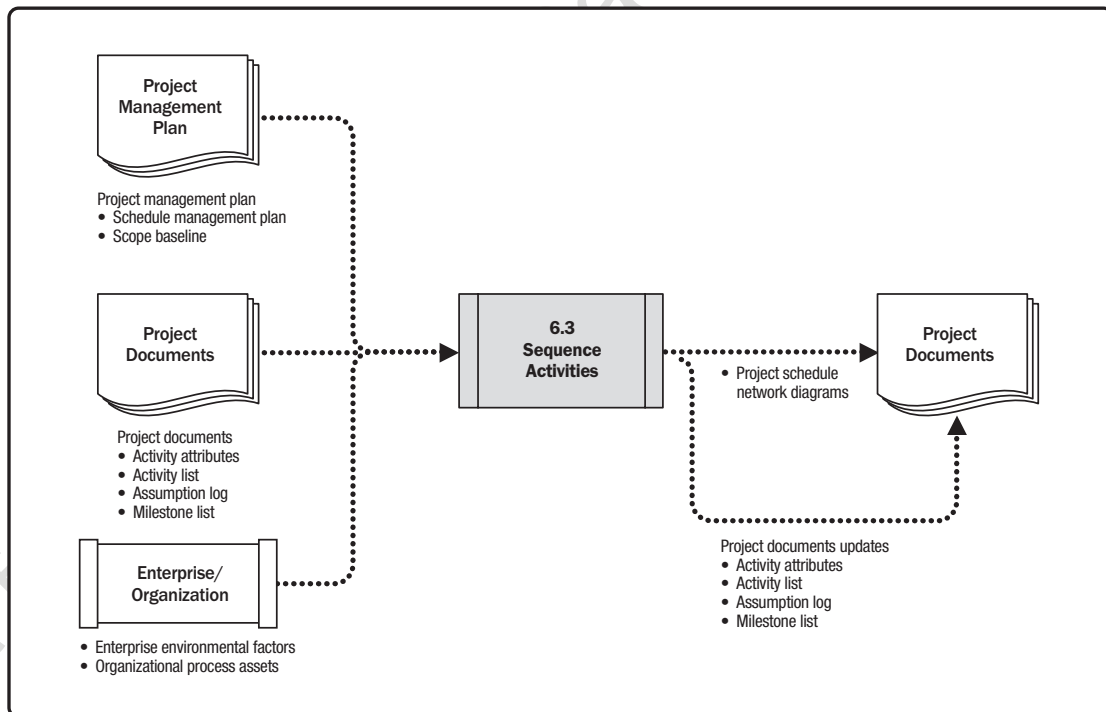 Project
Management
Plan
Project management plan
• Schedule management plan
• Scope baseline
Project
Documents
Project documents
• Activity attributes
• Activity list
• Assumption log
• Milestone list
Enterprise/
Organization
• Enterprise environmental factors
• Organizational process assets
6.3
Sequence
Activities
• Project schedule
network diagrams
Project
Documents
Project documents updates
• Activity attributes
• Activity list
• Assumption log
• Milestone list